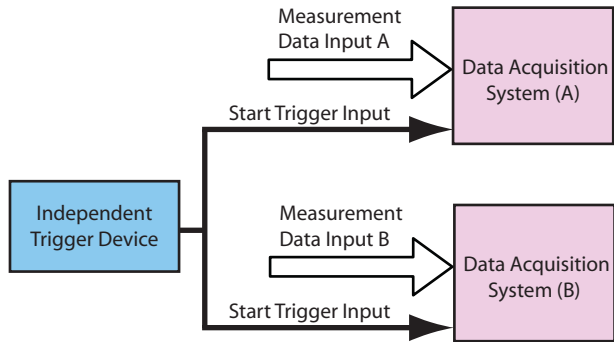 Measurement
Data Input A
Data Acquisition
System (A)
Start Trigger Input
Independent
Trigger Device
Measurement
Data Input B
Data Acquisition
System (B)
Start Trigger Input